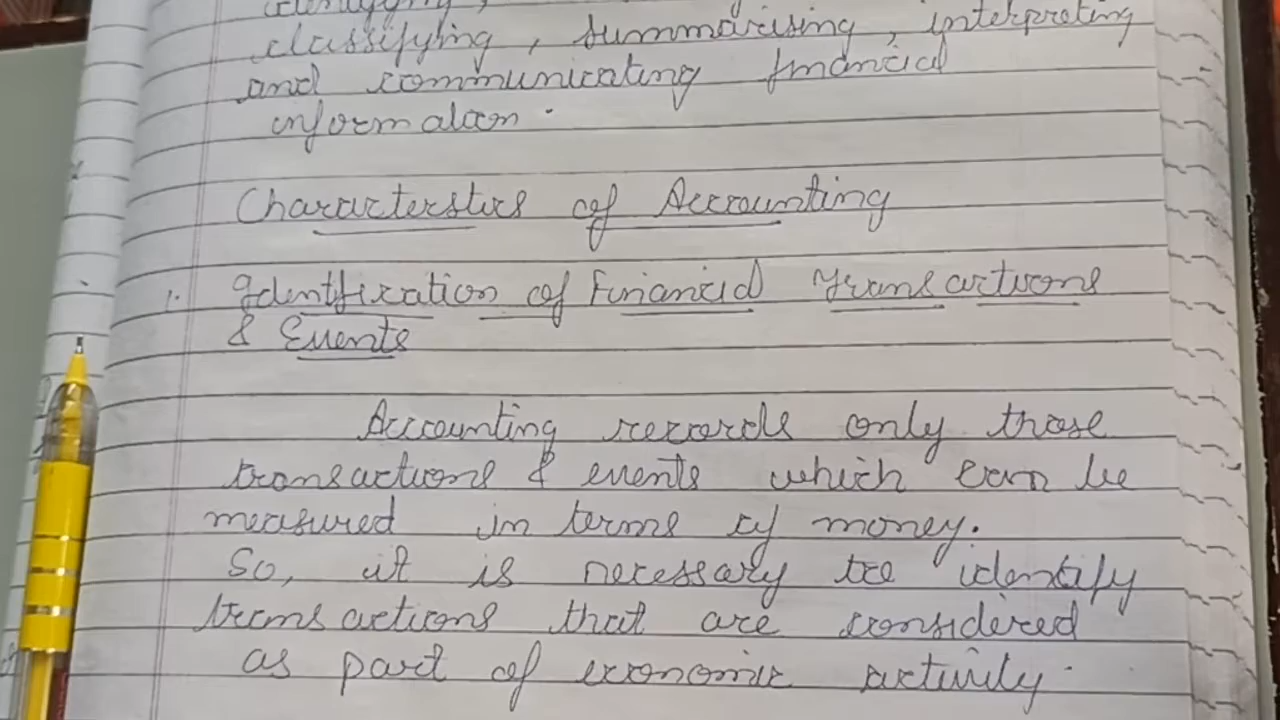 identifying,
classifying, summarising, interpreting
and communicating financial
information.
Characterstics of Accounting
1. Identification of Financial Transactions
& Events
Accounting records only those
transactions & events which can be
measured in terms of money.
So, it is necessary to identify
transactions that are considered
as part of economic activity.